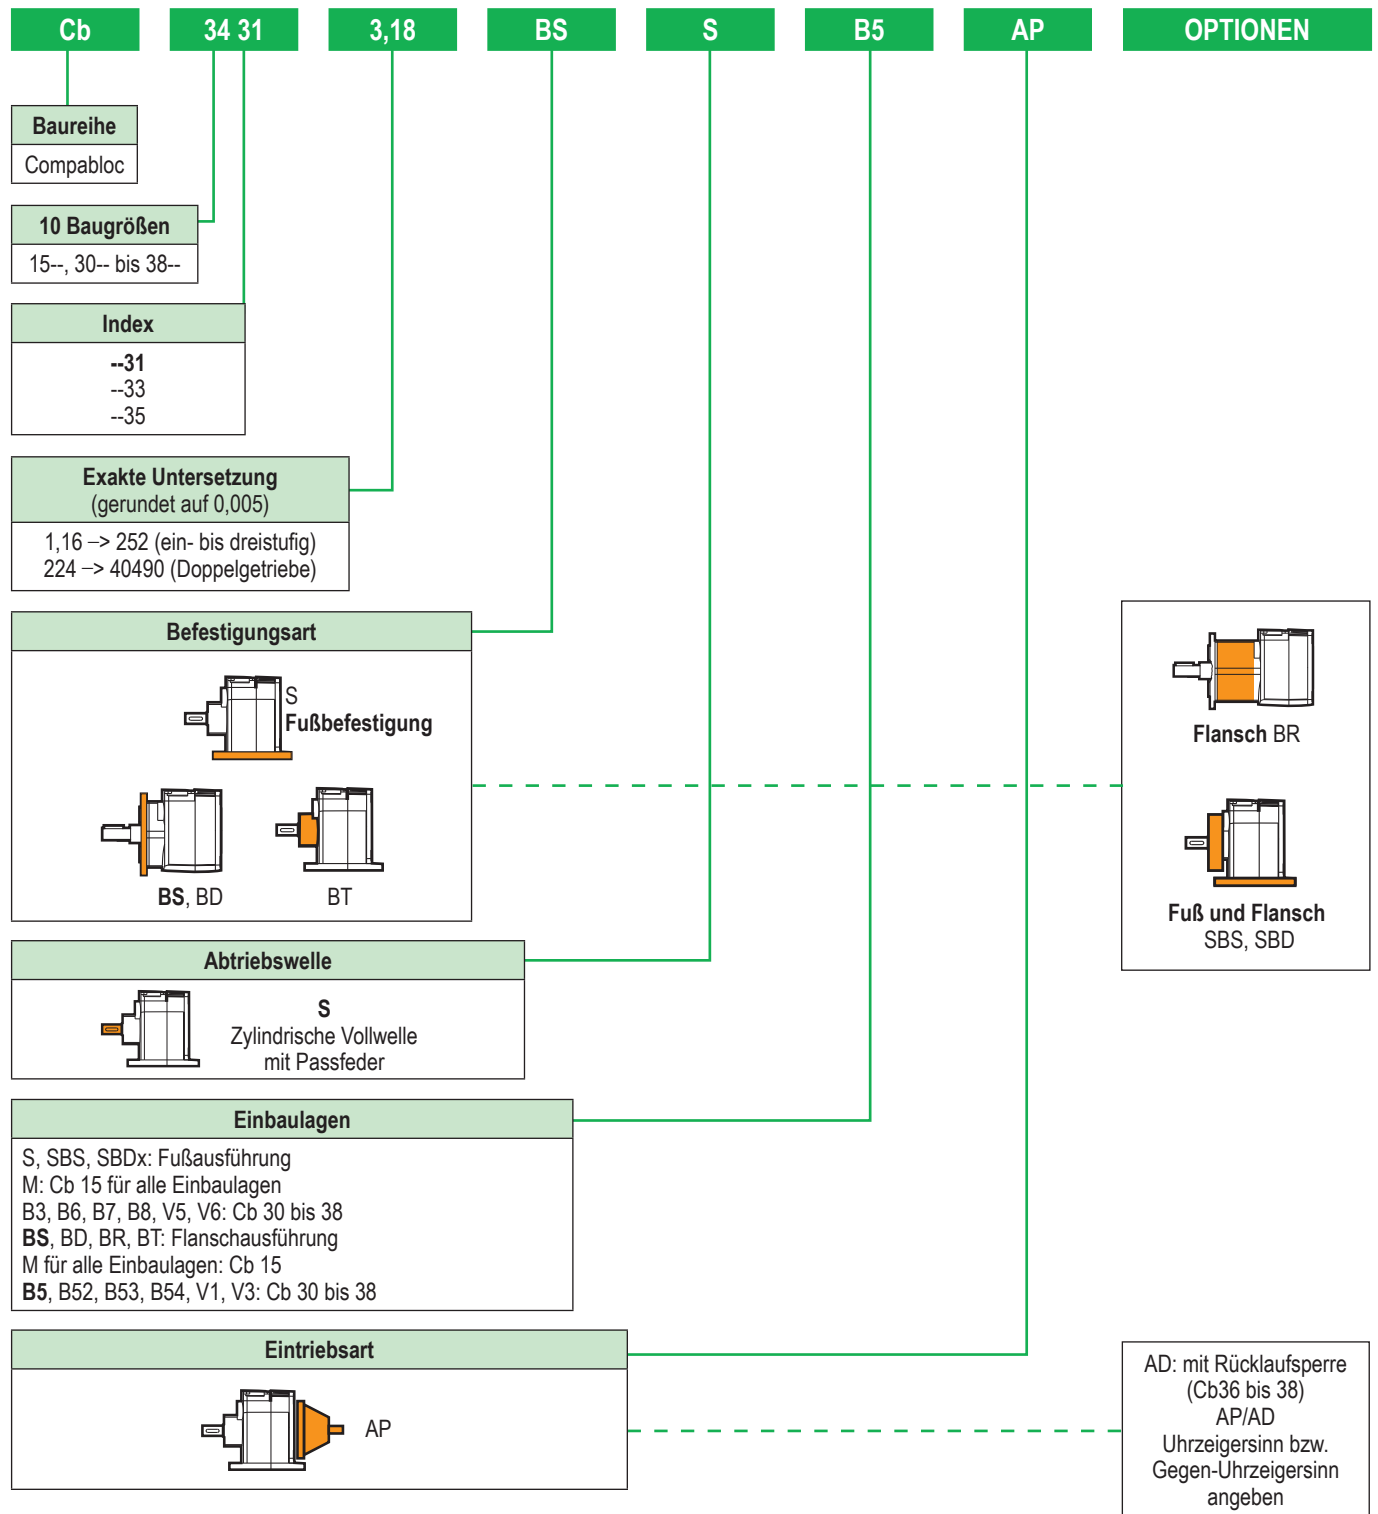 Cb 34 31 3,18 BS S B5 AP OPTIONEN
Baureihe
Compabloc
10 Baugrößen
15--, 30-- bis 38--
Index
--31
--33
--35
Exakte Untersetzung
(gerundet auf 0,005)
1,16 –> 252 (ein- bis dreistufig)
224 –> 40490 (Doppelgetriebe)
Befestigungsart
S
Fußbefestigung
BS, BD
BT
Flansch BR
Fuß und Flansch
SBS, SBD
Abtriebswelle
S
Zylindrische Vollwelle
mit Passfeder
Einbaulagen
S, SBS, SBDx: Fußausführung
M: Cb 15 für alle Einbaulagen
B3, B6, B7, B8, V5, V6: Cb 30 bis 38
BS, BD, BR, BT: Flanschausführung
M für alle Einbaulagen: Cb 15
B5, B52, B53, B54, V1, V3: Cb 30 bis 38
Eintriebsart
AP
AD: mit Rücklaufsperre
(Cb36 bis 38)
AP/AD
Uhrzeigersinn bzw.
Gegen-Uhrzeigersinn
angeben